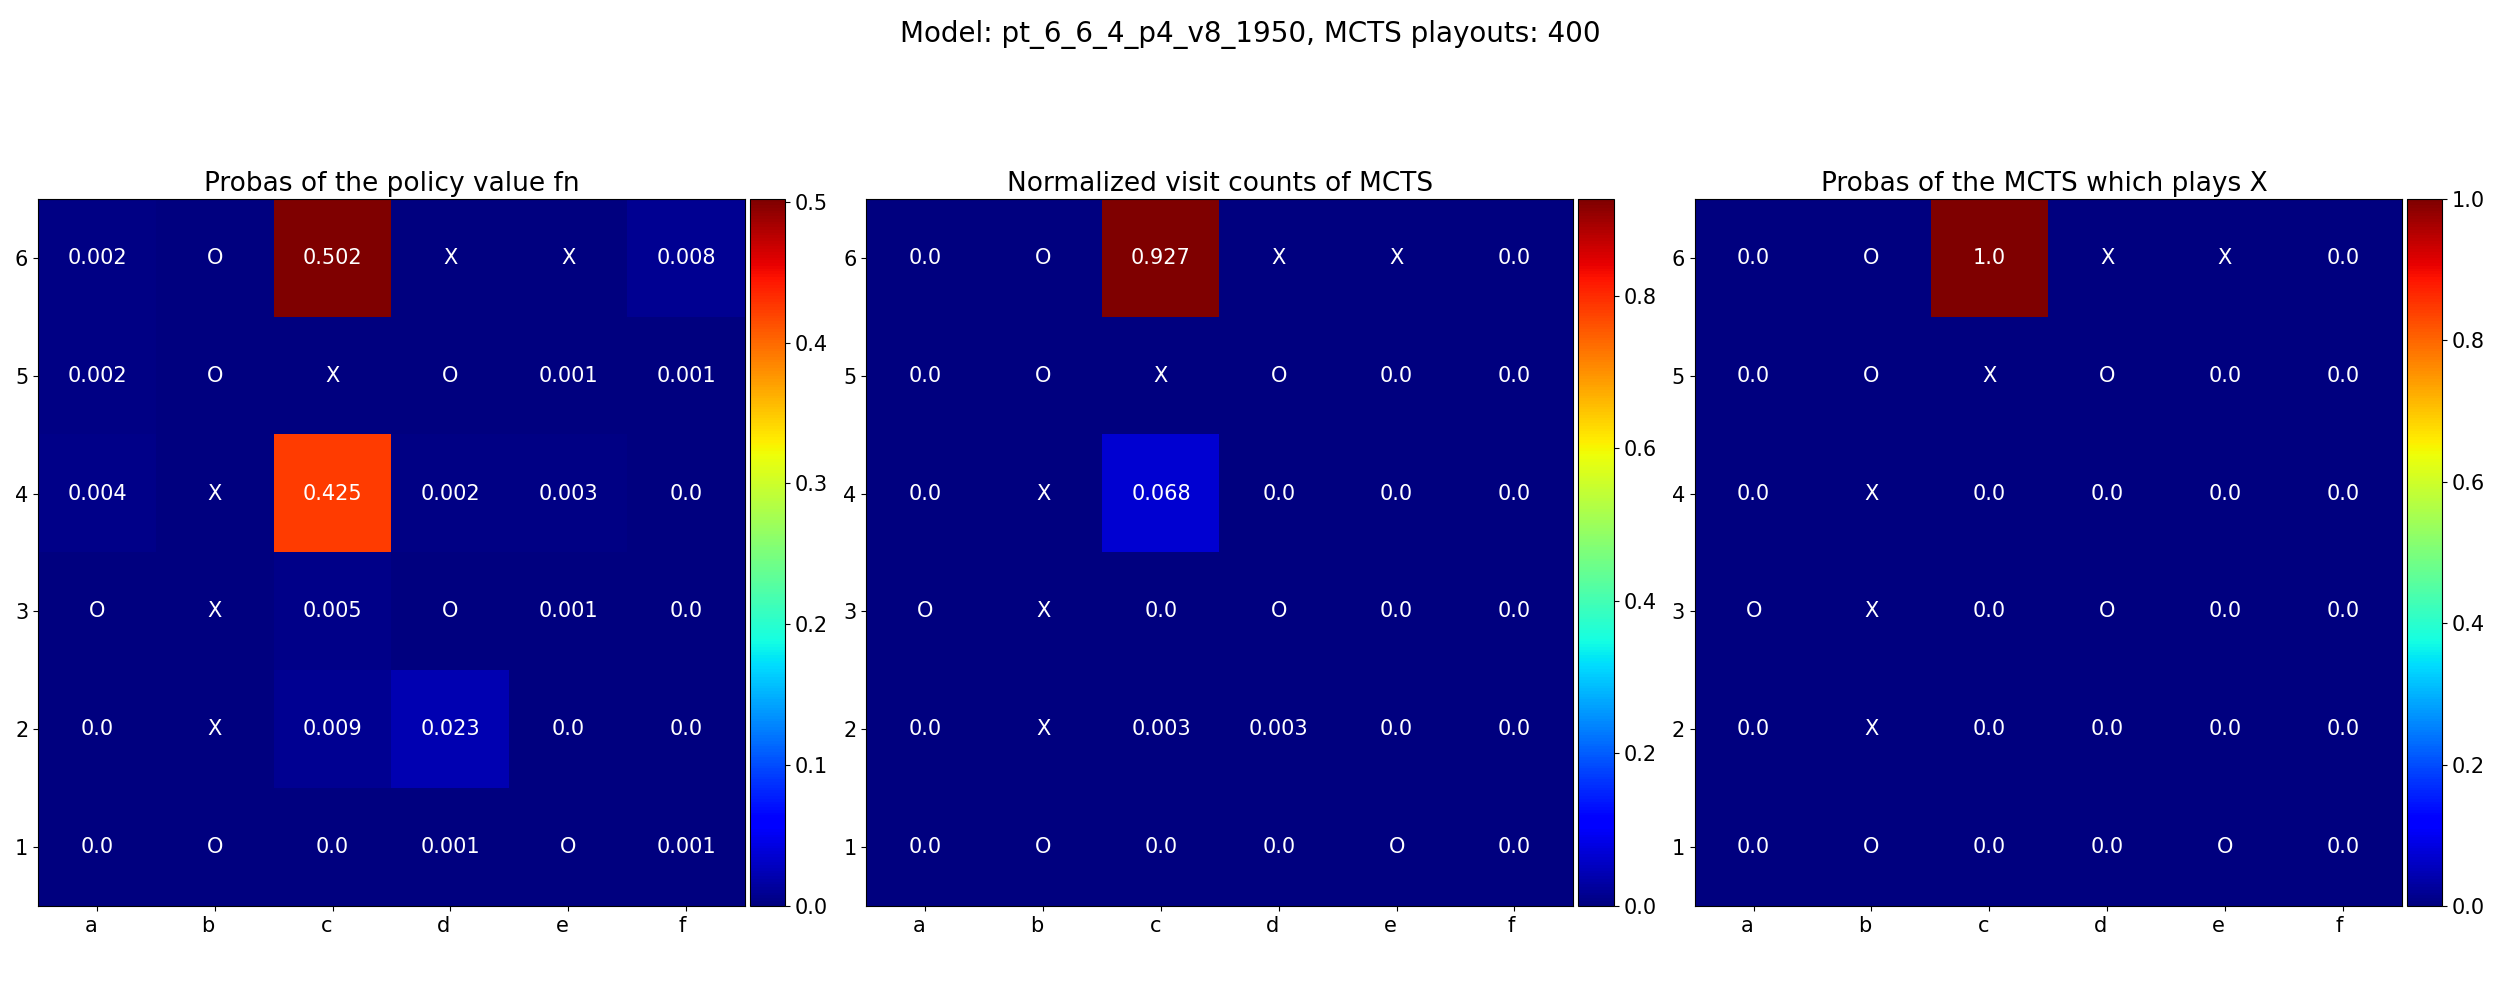 Model: pt_6_6_4_p4_v8_1950, MCTS playouts: 400
Probas of the policy value fn
6 0.002 O 0.502 X X 0.008
5 0.002 O X O 0.001 0.001
4 0.004 X 0.425 0.002 0.003 0.0
3 O X 0.005 O 0.001 0.0
2 0.0 X 0.009 0.023 0.0 0.0
1 0.0 O 0.0 0.001 O 0.001
a b c d e f
0.5
0.4
0.3
0.2
0.1
0.0
Normalized visit counts of MCTS
6 0.0 O 0.927 X X 0.0
5 0.0 O X O 0.0 0.0
4 0.0 X 0.068 0.0 0.0 0.0
3 O X 0.0 O 0.0 0.0
2 0.0 X 0.003 0.003 0.0 0.0
1 0.0 O 0.0 0.0 O 0.0
a b c d e f
0.8
0.6
0.4
0.2
0.0
Probas of the MCTS which plays X
6 0.0 O 1.0 X X 0.0
5 0.0 O X O 0.0 0.0
4 0.0 X 0.0 0.0 0.0 0.0
3 O X 0.0 O 0.0 0.0
2 0.0 X 0.0 0.0 0.0 0.0
1 0.0 O 0.0 0.0 O 0.0
a b c d e f
1.0
0.8
0.6
0.4
0.2
0.0